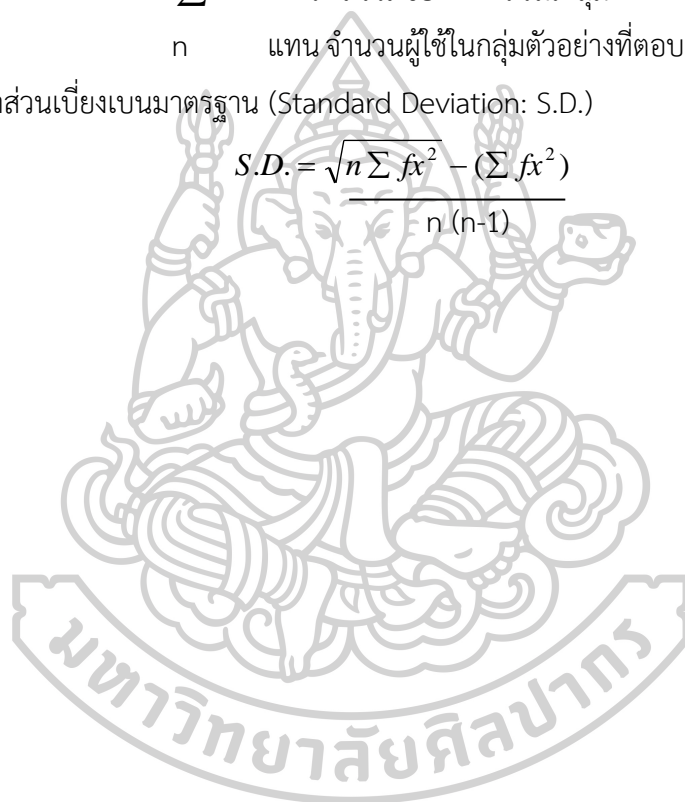 n แทน จำนวนผู้ใช้ในกลุ่มตัวอย่างที่ตอบ
ส่วนเบี่ยงเบนมาตรฐาน (Standard Deviation: S.D.)
S.D. = √n ∑ fx² − (∑ fx²)
n (n-1)
มหาวิทยาลัยศิลปากร